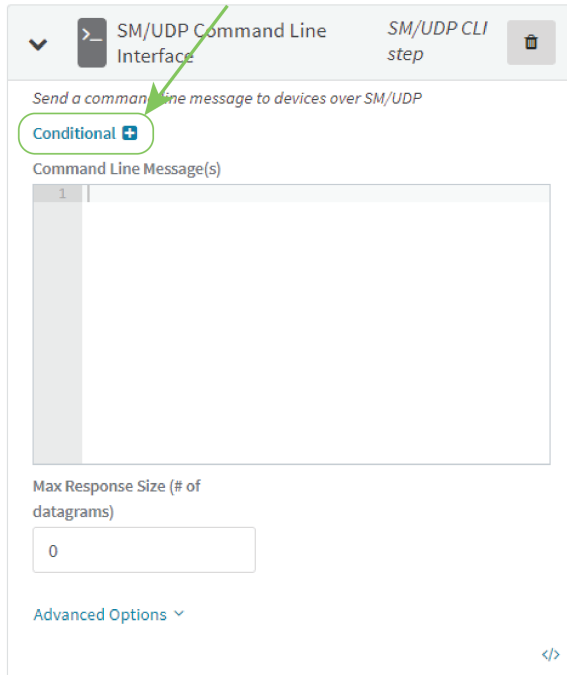 SM/UDP Command Line
Interface
SM/UDP CLI
step
Send a command line message to devices over SM/UDP
Conditional
Command Line Message(s)
1
Max Response Size (# of
datagrams)
0
Advanced Options
</>